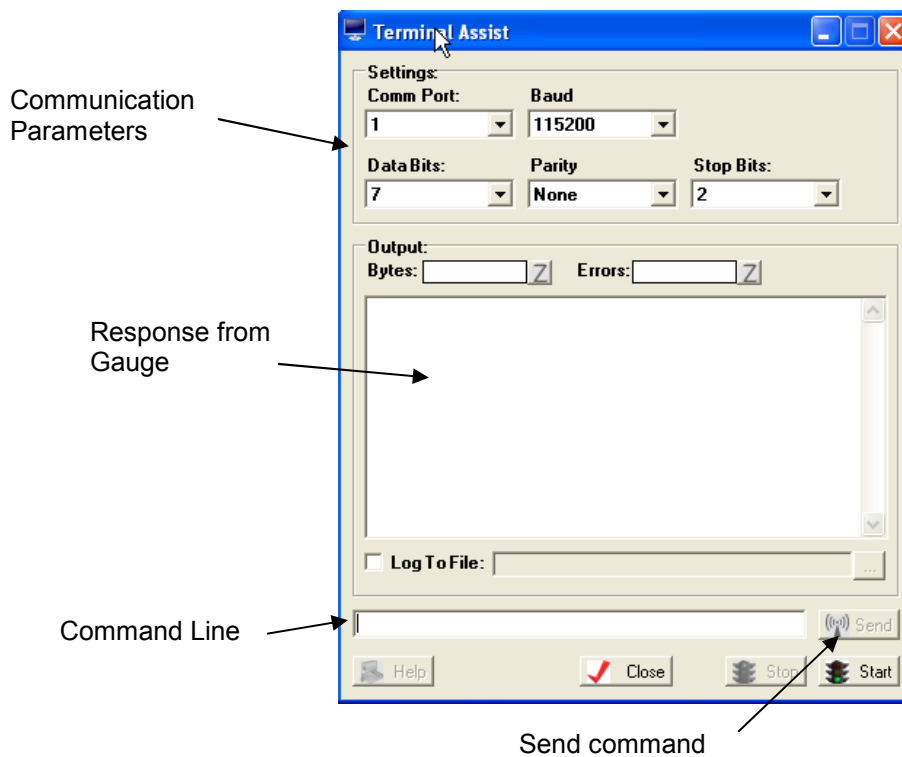 Terminal Assist
Settings:
Communication
Parameters
Comm Port:
Baud
1
115200
Data Bits:
Parity
Stop Bits:
7
None
2
Output:
Bytes:
Z
Errors:
Z
Response from
Gauge
Log To File:
...
Command Line
Send
Help
Close
Stop
Start
Send command